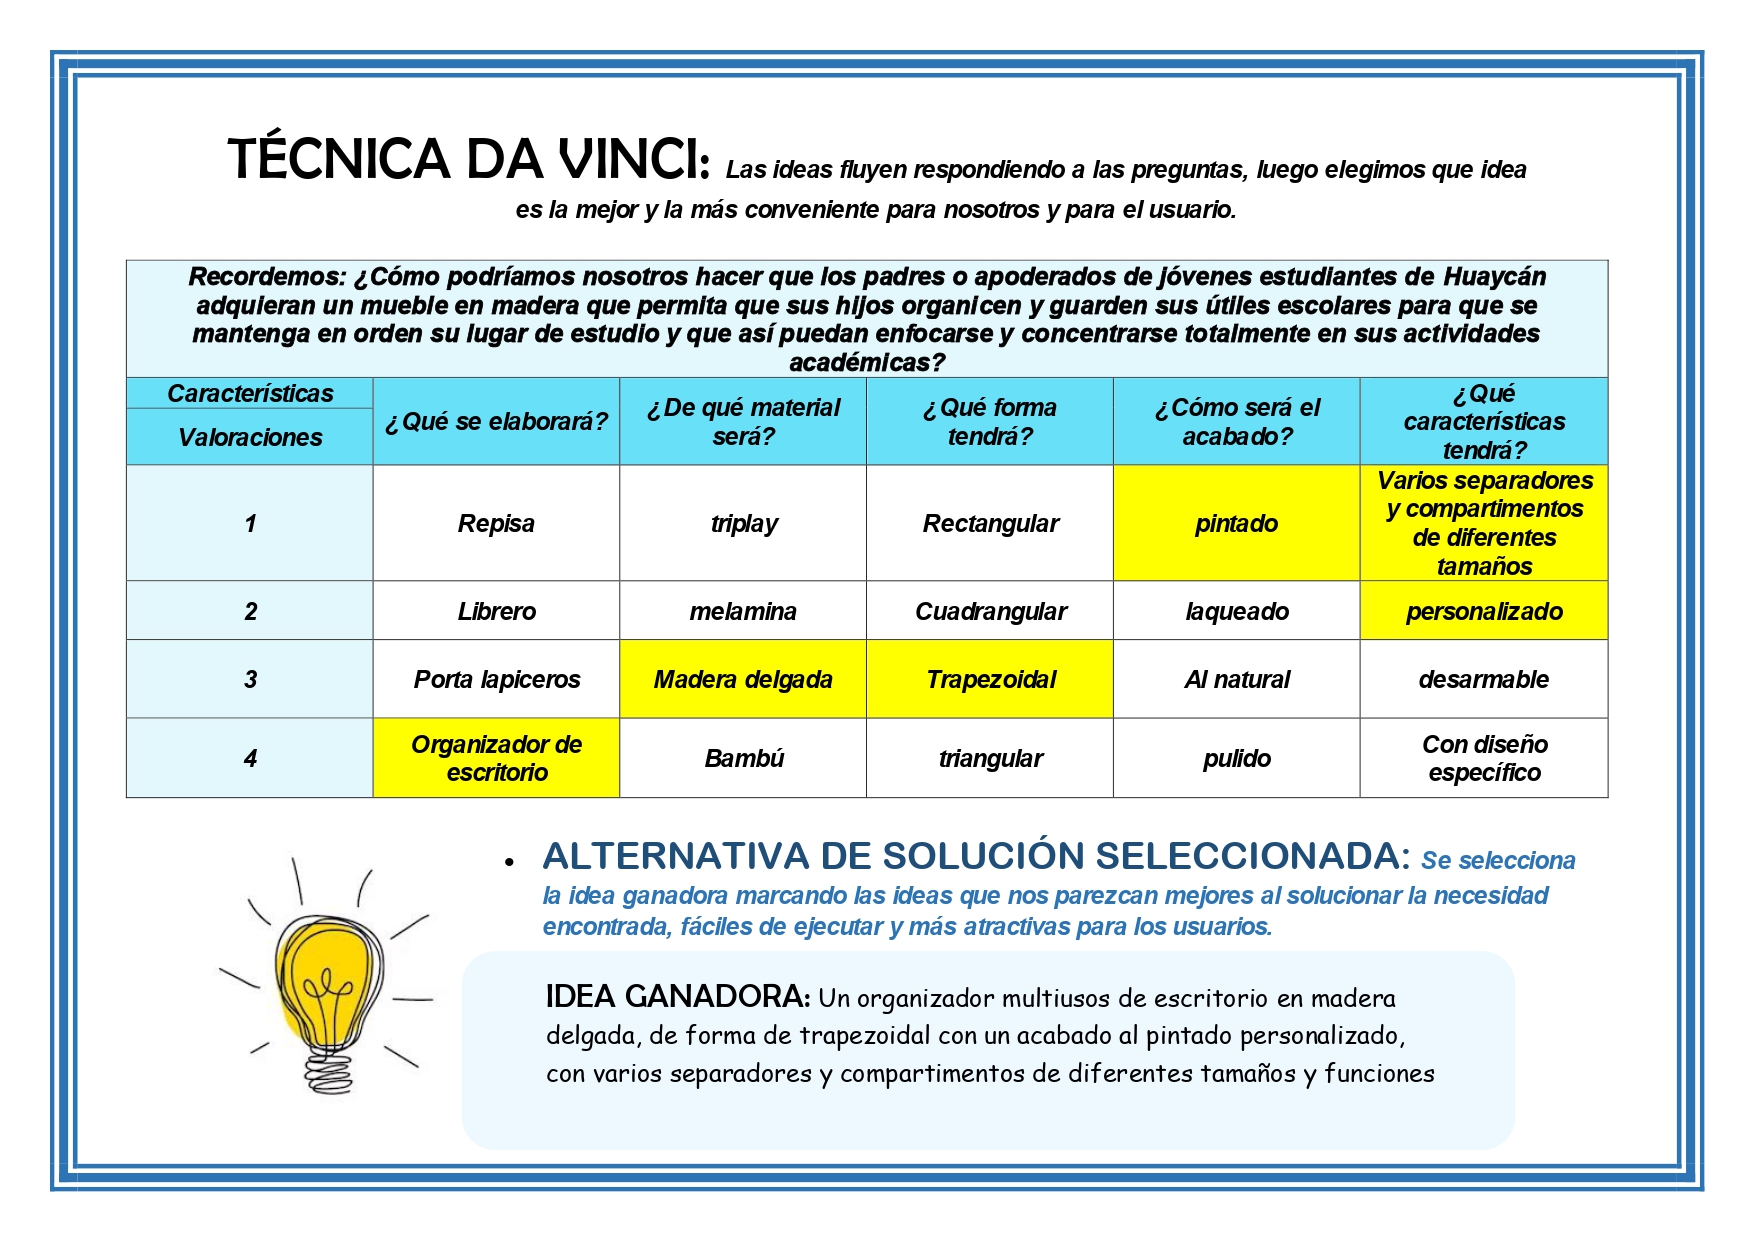 TÉCNICA DA VINCI: Las ideas fluyen respondiendo a las preguntas, luego elegimos que idea
es la mejor y la más conveniente para nosotros y para el usuario.
Recordemos: ¿Cómo podríamos nosotros hacer que los padres o apoderados de jóvenes estudiantes de Huaycán
adquieran un mueble en madera que permita que sus hijos organicen y guarden sus útiles escolares para que se
mantenga en orden su lugar de estudio y que así puedan enfocarse y concentrarse totalmente en sus actividades
académicas?
Características
Valoraciones
¿Qué se elaborará?
¿De qué material
será?
¿Qué forma
tendrá?
¿Cómo será el
acabado?
¿Qué
características
tendrá?
1
Repisa
triplay
Rectangular
pintado
Varios separadores
y compartimentos
de diferentes
tamaños
2
Librero
melamina
Cuadrangular
laqueado
personalizado
3
Porta lapiceros
Madera delgada
Trapezoidal
Al natural
desarmable
4
Organizador de
escritorio
Bambú
triangular
pulido
Con diseño
específico
• ALTERNATIVA DE SOLUCIÓN SELECCIONADA: Se selecciona
la idea ganadora marcando las ideas que nos parezcan mejores al solucionar la necesidad
encontrada, fáciles de ejecutar y más atractivas para los usuarios.
IDEA GANADORA: Un organizador multiusos de escritorio en madera
delgada, de forma de trapezoidal con un acabado al pintado personalizado,
con varios separadores y compartimentos de diferentes tamaños y funciones